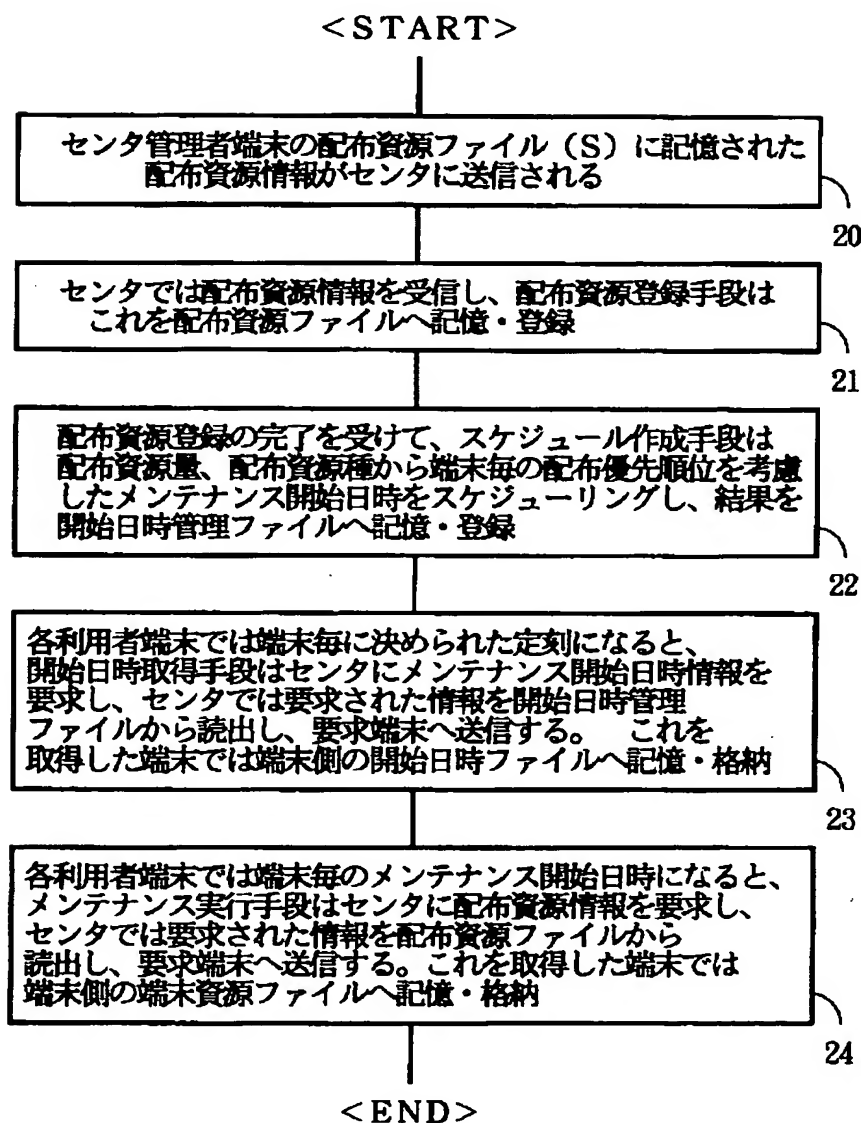 <START>
センタ管理者端末の配布資源ファイル（S）に記憶された
配布資源情報がセンタに送信される
20
センタでは配布資源情報を受信し、配布資源登録手段は
これを配布資源ファイルへ記憶・登録
21
配布資源登録の完了を受けて、スケジュール作成手段は
配布資源量、配布資源種から端末毎の配布優先順位を考慮
したメンテナンス開始日時をスケジューリングし、結果を
開始日時管理ファイルへ記憶・登録
22
各利用者端末では端末毎に決められた定刻になると、
開始日時取得手段はセンタにメンテナンス開始日時情報を
要求し、センタでは要求された情報を開始日時管理
ファイルから読出し、要求端末へ送信する。　これを
取得した端末では端末側の開始日時ファイルへ記憶・格納
23
各利用者端末では端末毎のメンテナンス開始日時になると、
メンテナンス実行手段はセンタに配布資源情報を要求し、
センタでは要求された情報を配布資源ファイルから
読出し、要求端末へ送信する。これを取得した端末では
端末側の端末資源ファイルへ記憶・格納
24
<END>